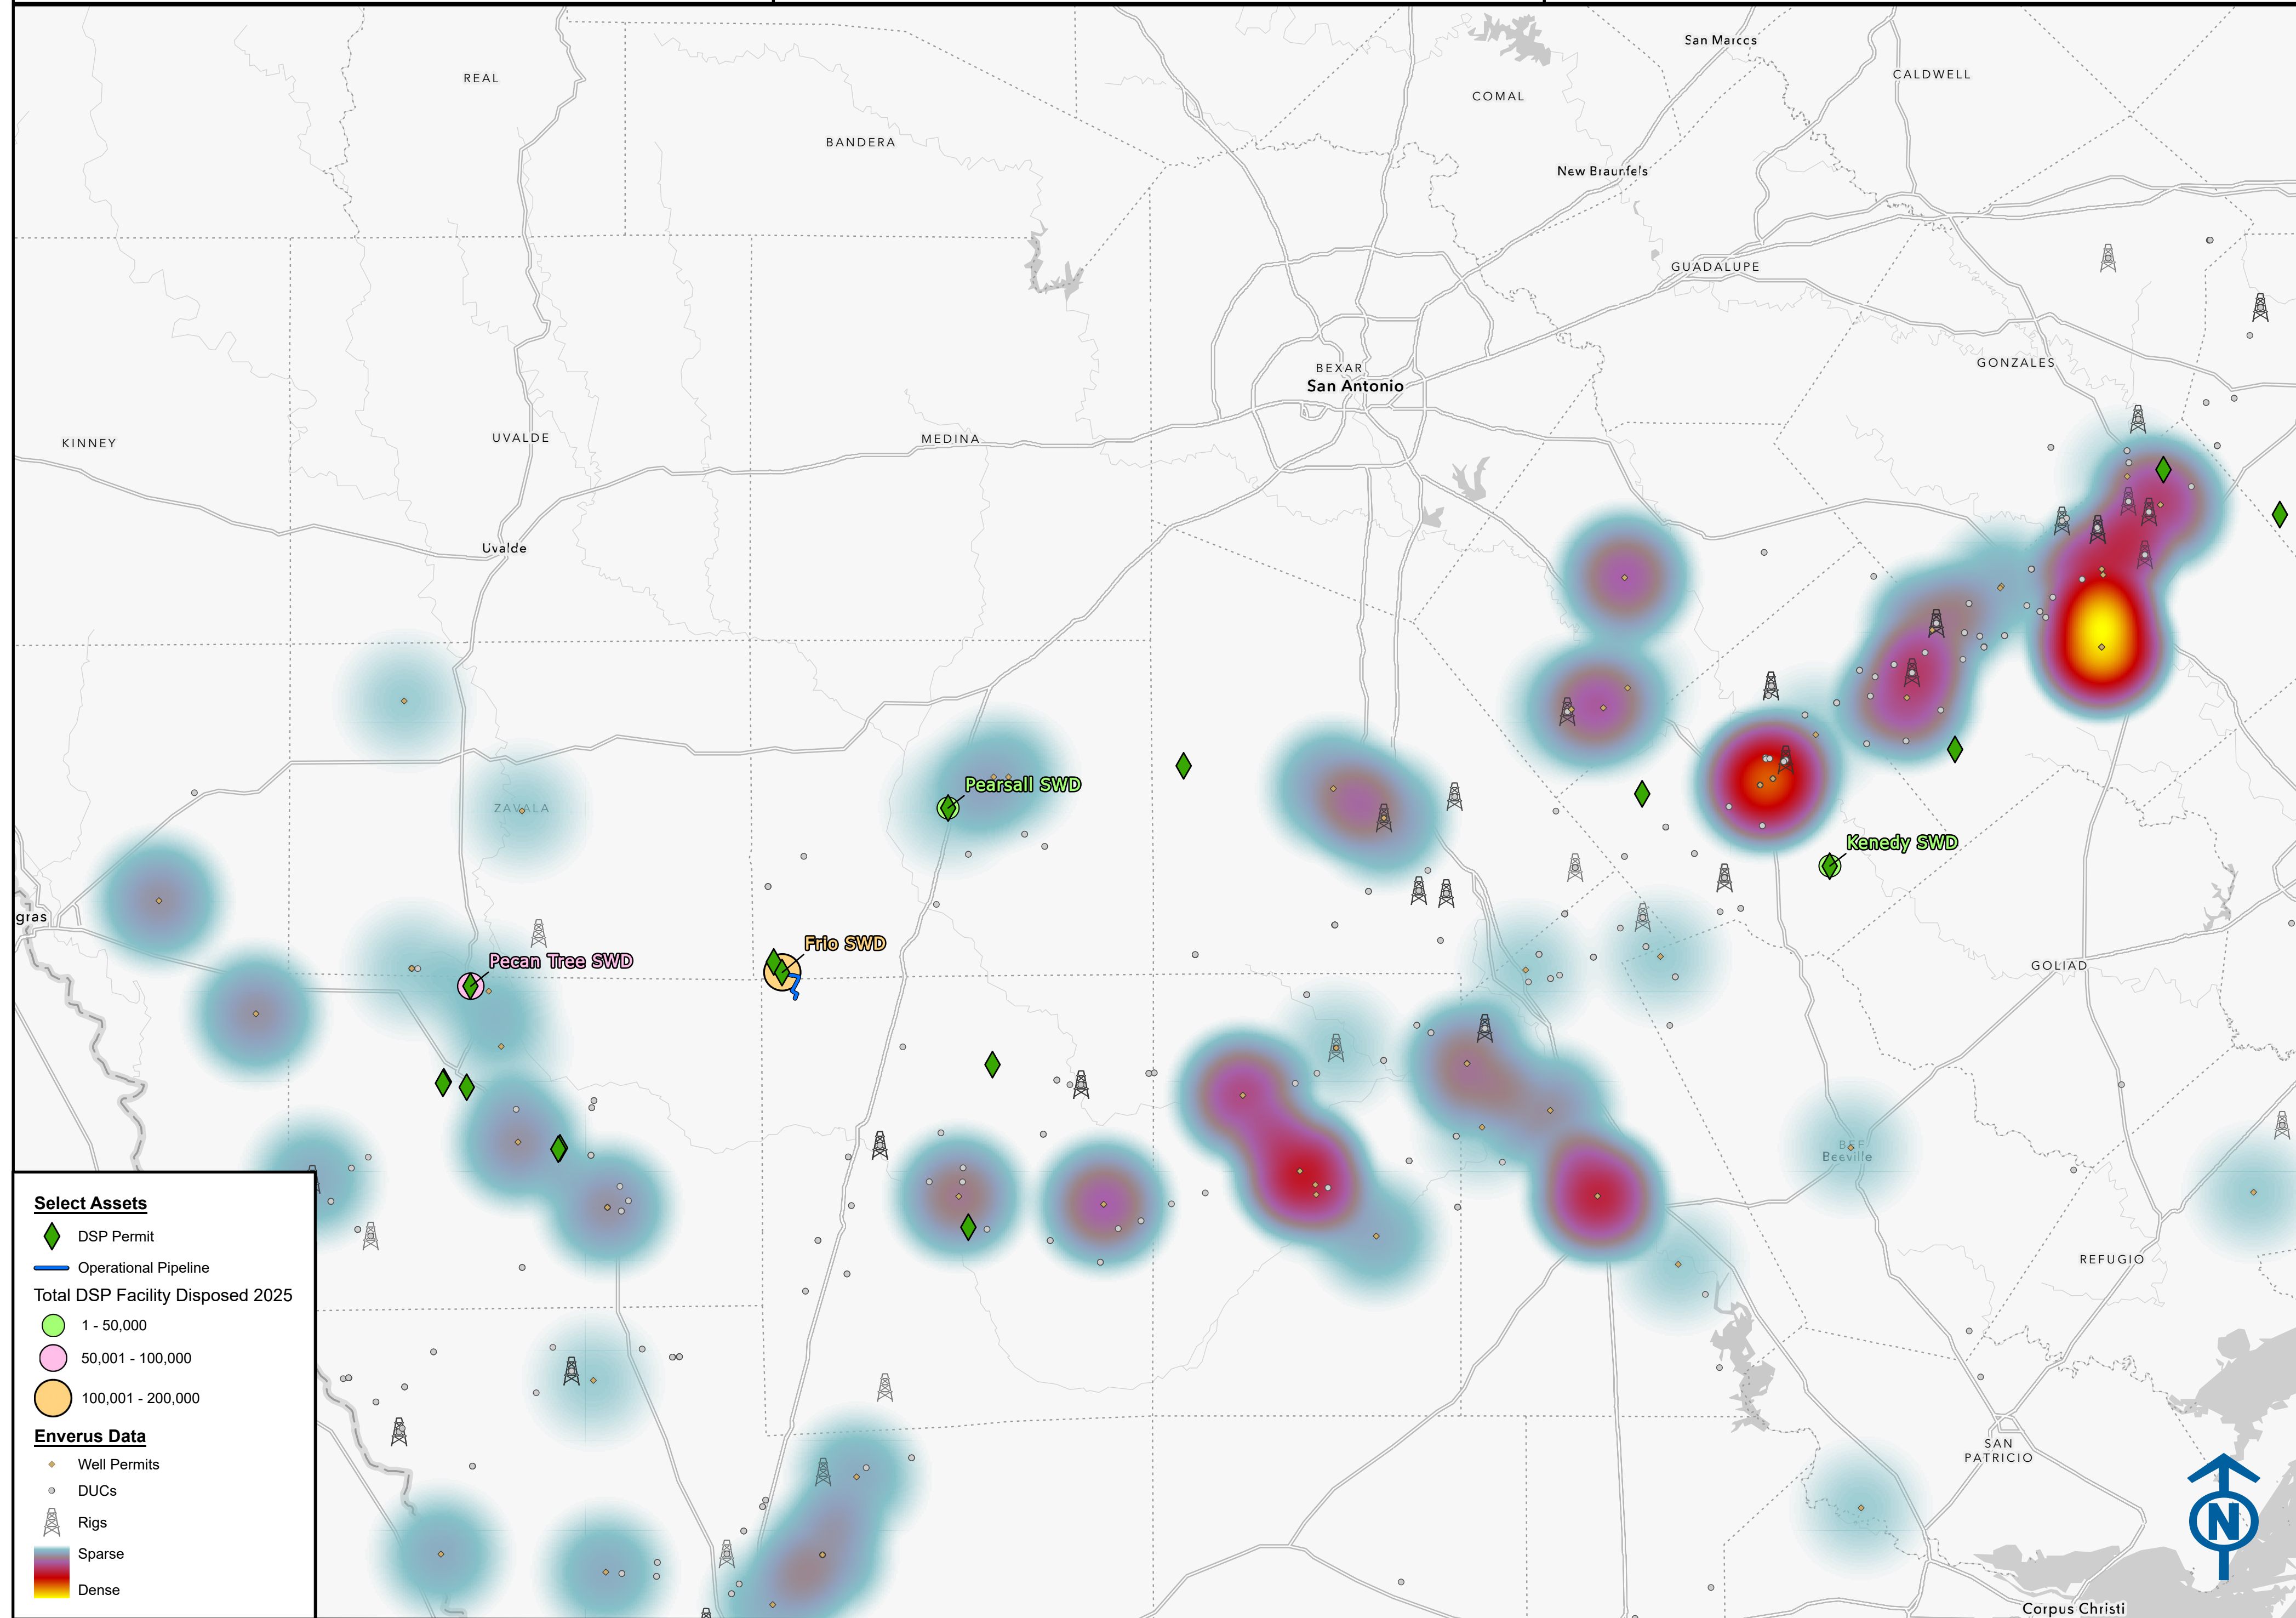 San Marcos
REAL
CALDWELL
COMAL
BANDERA
New Braunfels
GUADALUPE
GONZALES
BEXAR
San Antonio
KINNEY
UVALDE
MEDINA
Uvalde
Pearsall SWD
ZAVALA
Kenedy SWD
gras
Frio SWD
Pecan Tree SWD
GOLIAD
BEE
Beeville
REFUGIO
SAN
PATRICIO
Corpus Christi
N
Select Assets
DSP Permit
Operational Pipeline
Total DSP Facility Disposed 2025
1 - 50,000
50,001 - 100,000
100,001 - 200,000
Enverus Data
Well Permits
DUCs
Rigs
Sparse
Dense